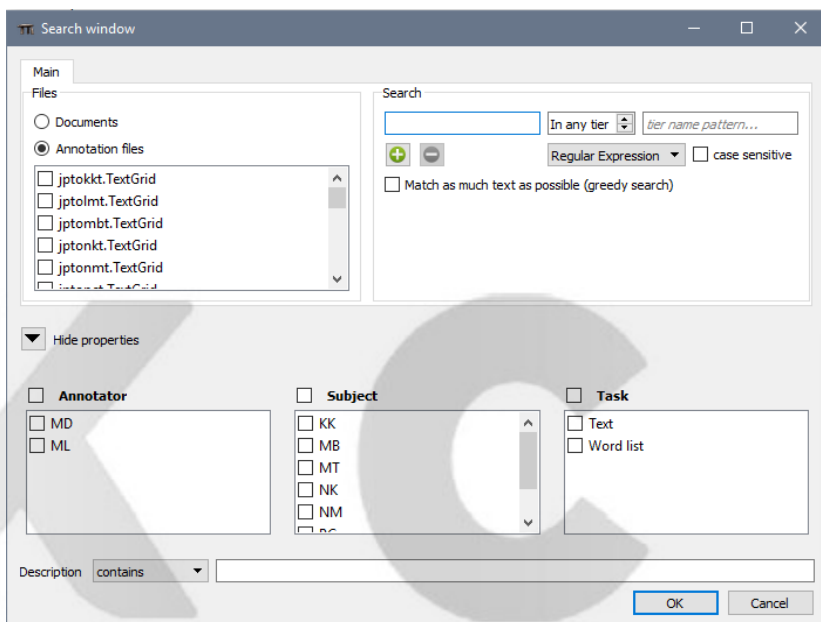 Search window
Main
Files
Documents
Annotation files
jptokkt.TextGrid
jptolmt.TextGrid
jptombt.TextGrid
jptonkt.TextGrid
jptonmt.TextGrid
Search
In any tier tier name pattern...
Regular Expression case sensitive
Match as much text as possible (greedy search)
Hide properties
Annotator
MD
ML
Subject
KK
MB
MT
NK
NM
Task
Text
Word list
Description contains
OK Cancel
K C